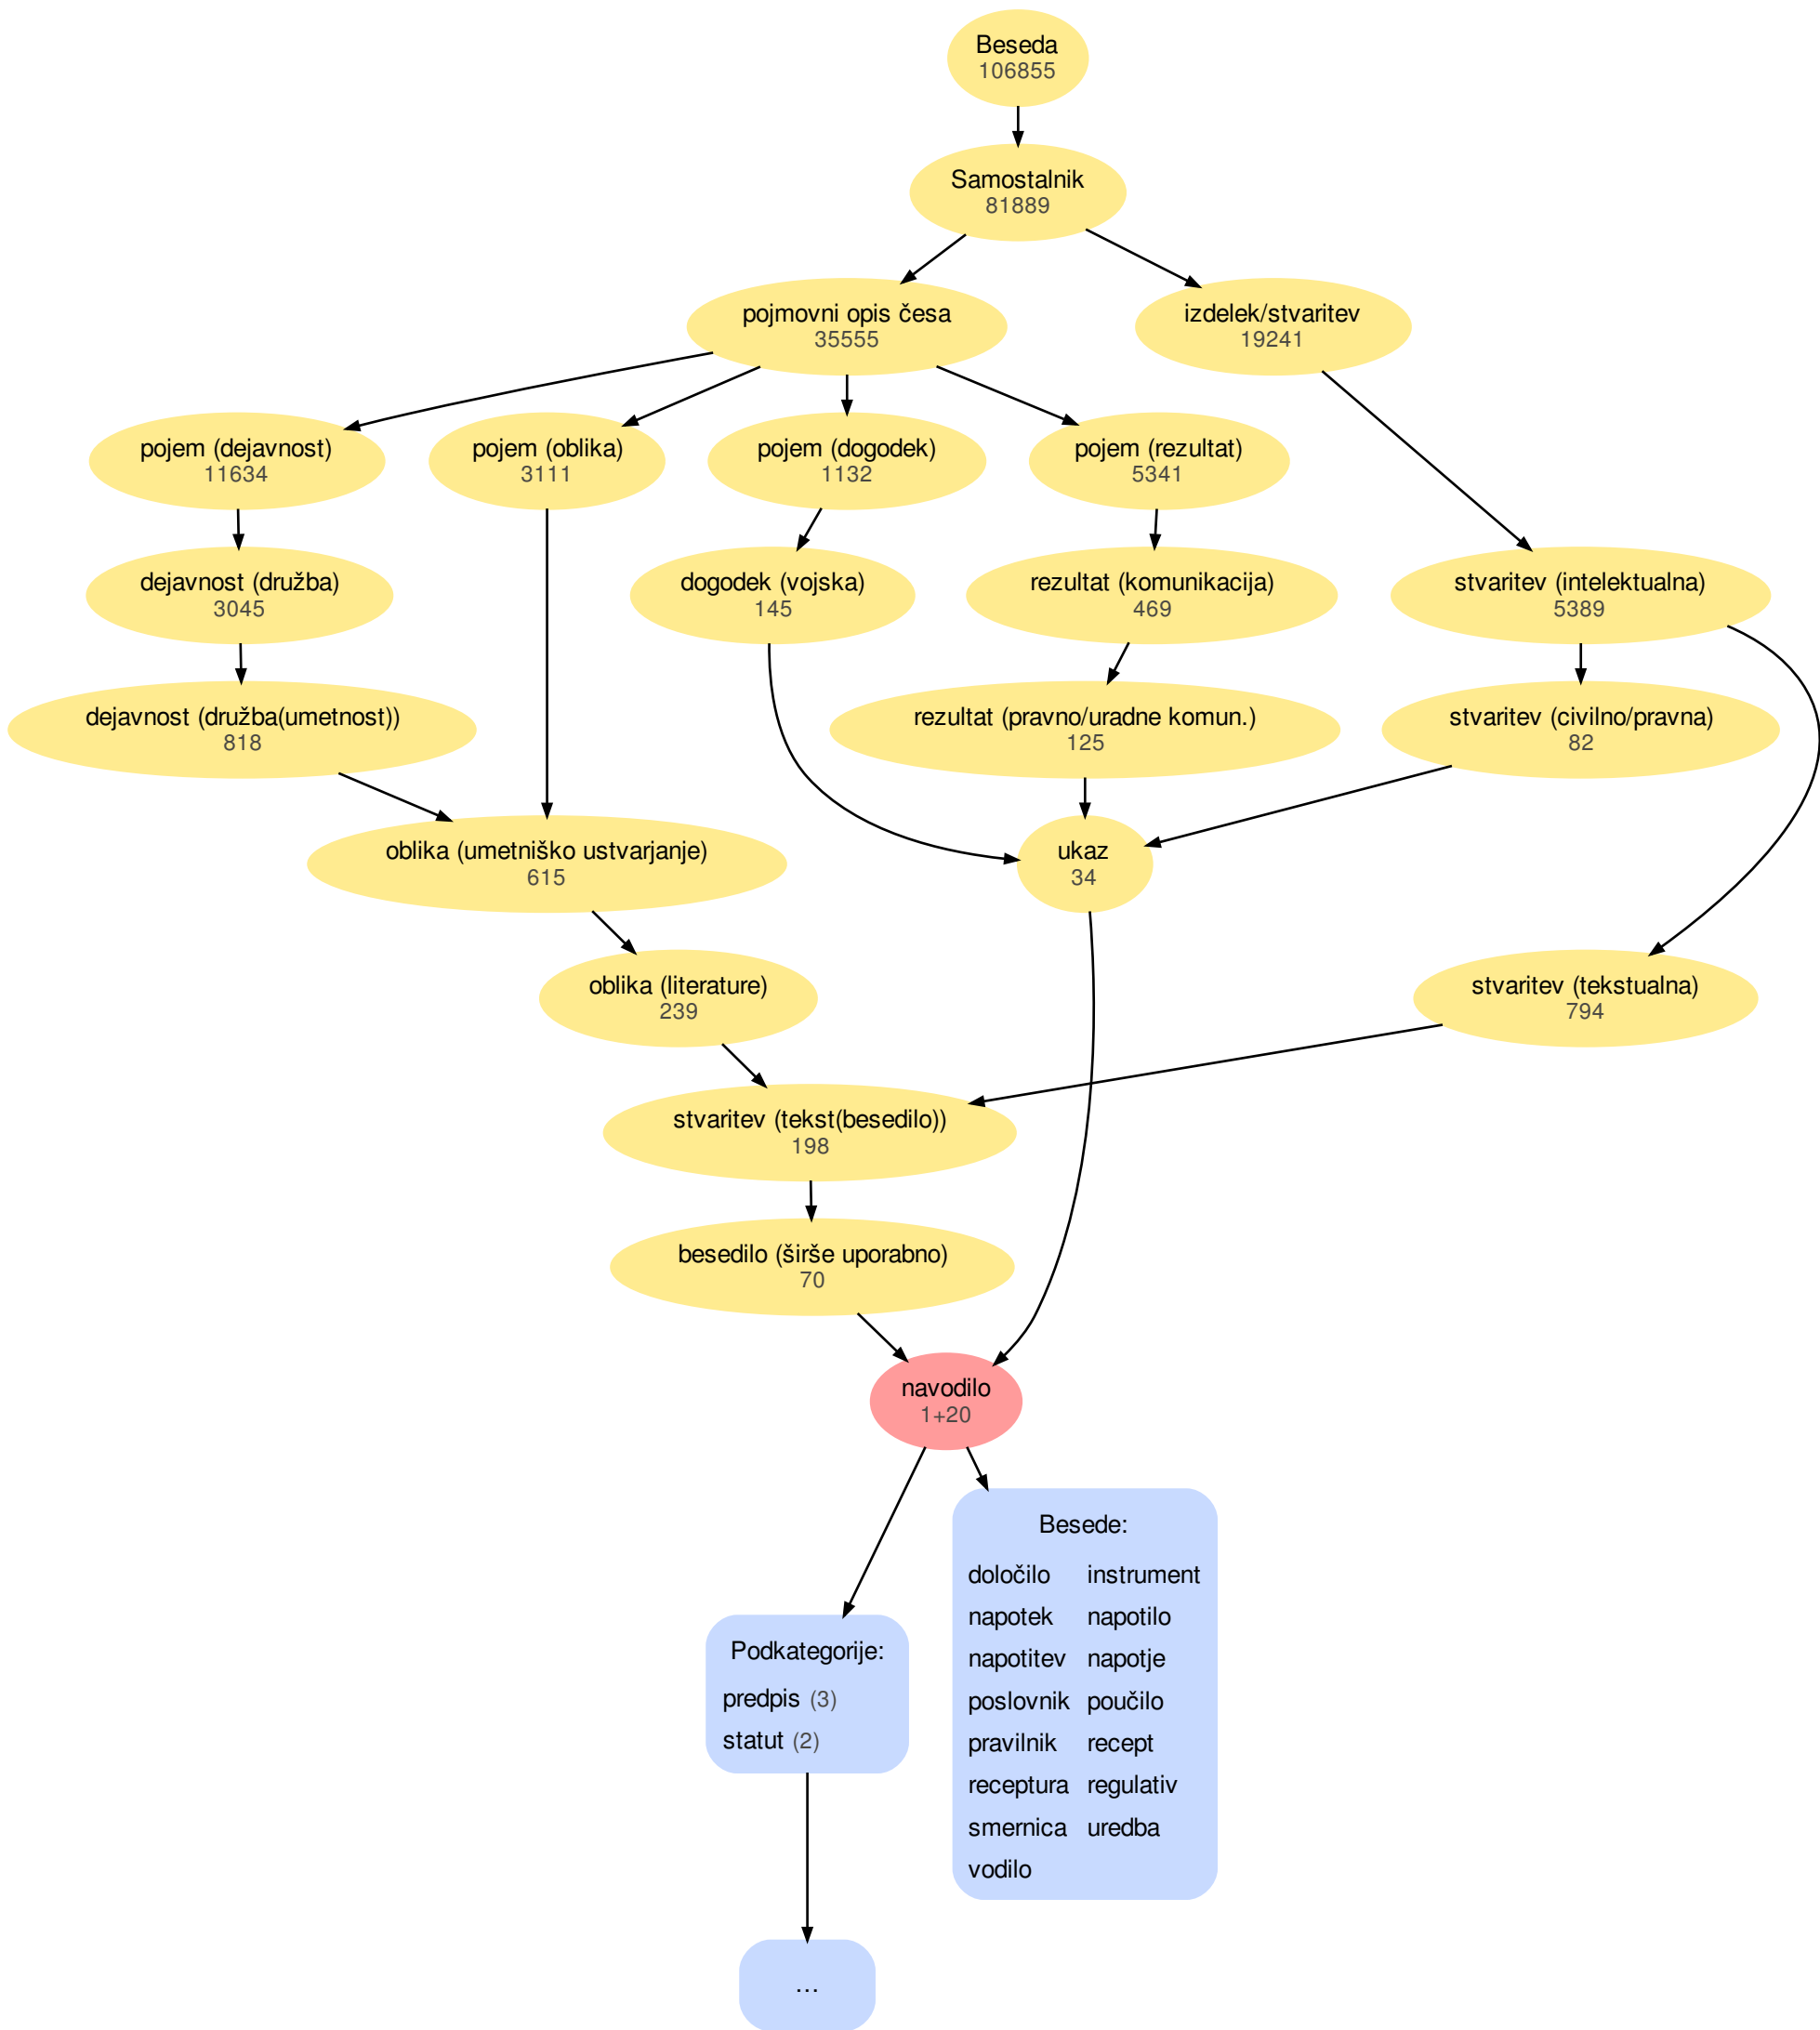 Beseda
106855
Samostalnik
81889
pojmovni opis česa
35555
izdelek/stvaritev
19241
pojem (dejavnost)
11634
pojem (oblika)
3111
pojem (dogodek)
1132
pojem (rezultat)
5341
dejavnost (družba)
3045
dogodek (vojska)
145
rezultat (komunikacija)
469
stvaritev (intelektualna)
5389
dejavnost (družba(umetnost))
818
rezultat (pravno/uradne komun.)
125
stvaritev (civilno/pravna)
82
oblika (umetniško ustvarjanje)
615
ukaz
34
oblika (literature)
239
stvaritev (tekstualna)
794
stvaritev (tekst(besedilo))
198
besedilo (širše uporabno)
70
navodilo
1+20
Besede:
določilo instrument
napotek napotilo
napotitev napotje
poslovnik poučilo
pravilnik recept
receptura regulativ
smernica uredba
vodilo
Podkategorije:
predpis (3)
statut (2)
...